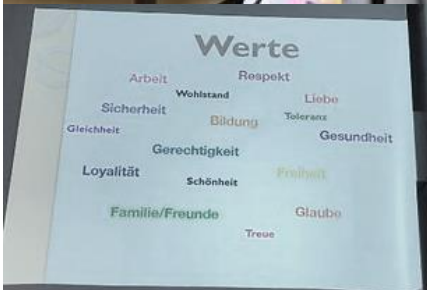 Werte
Arbeit Respekt
Wohlstand Liebe
Sicherheit Bildung Toleranz
Gleichheit Gesundheit
Gerechtigkeit
Loyalität Schönheit Freiheit
Familie/Freunde Glaube
Treue